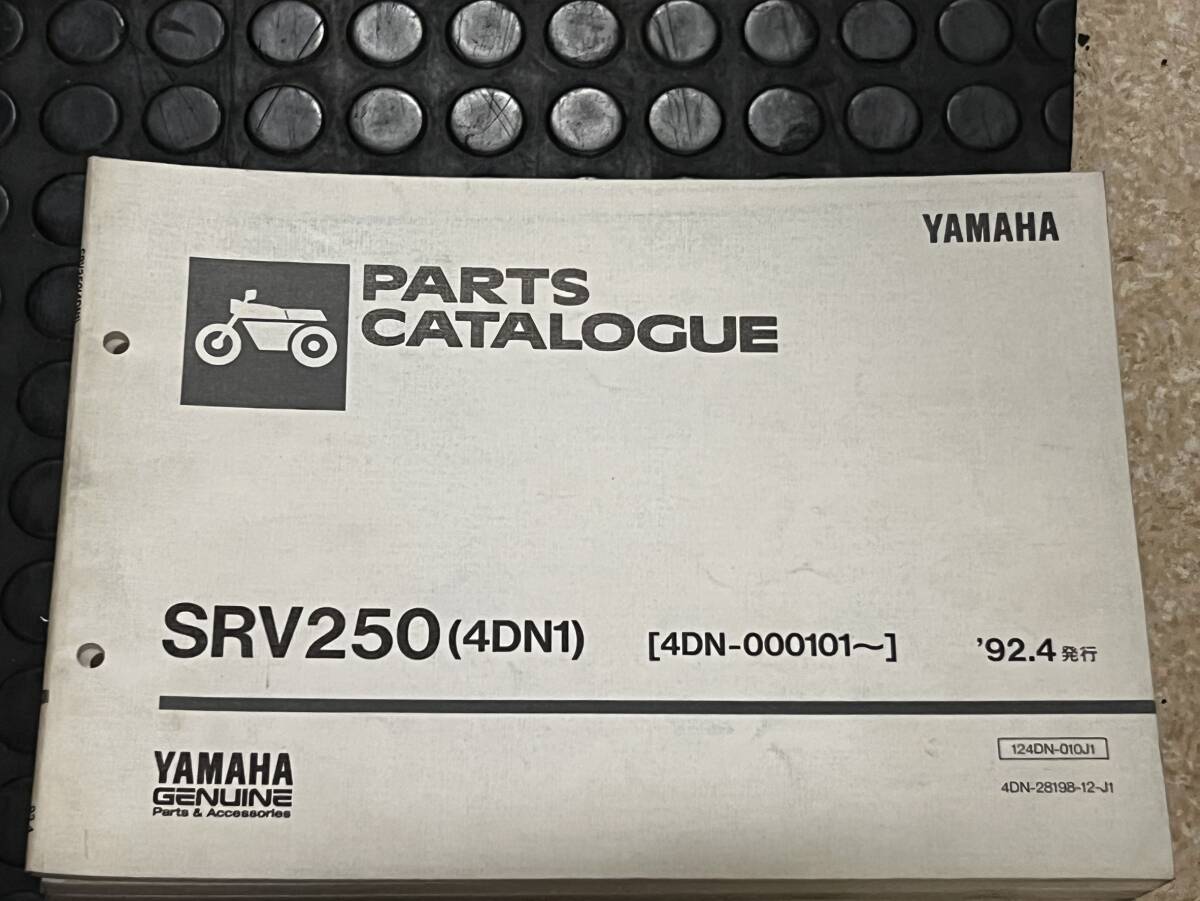 YAMAHA
PARTS
CATALOGUE
SRV250(4DN1) [4DN-000101〜] '92.4発行
124DN-010J1
4DN-28198-12-J1
YAMAHA
GENUINE
Parts & Accessories